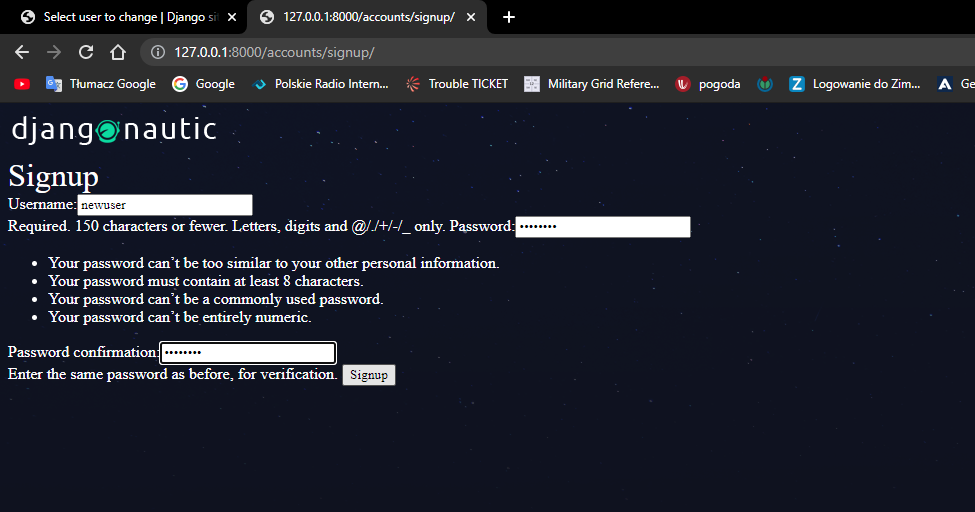 Select user to change | Django sit
127.0.0.1:8000/accounts/signup/
127.0.0.1:8000/accounts/signup/
Tłumacz Google
Google
Polskie Radio Intern...
Trouble TICKET
Military Grid Refere...
pogoda
Logowanie do Zim...
Ge
djangonautic
Signup
Username: newuser
Required. 150 characters or fewer. Letters, digits and @/./+/-/_ only. Password: ••••••••
• Your password can’t be too similar to your other personal information.
• Your password must contain at least 8 characters.
• Your password can’t be a commonly used password.
• Your password can’t be entirely numeric.
Password confirmation: ••••••••
Enter the same password as before, for verification. Signup